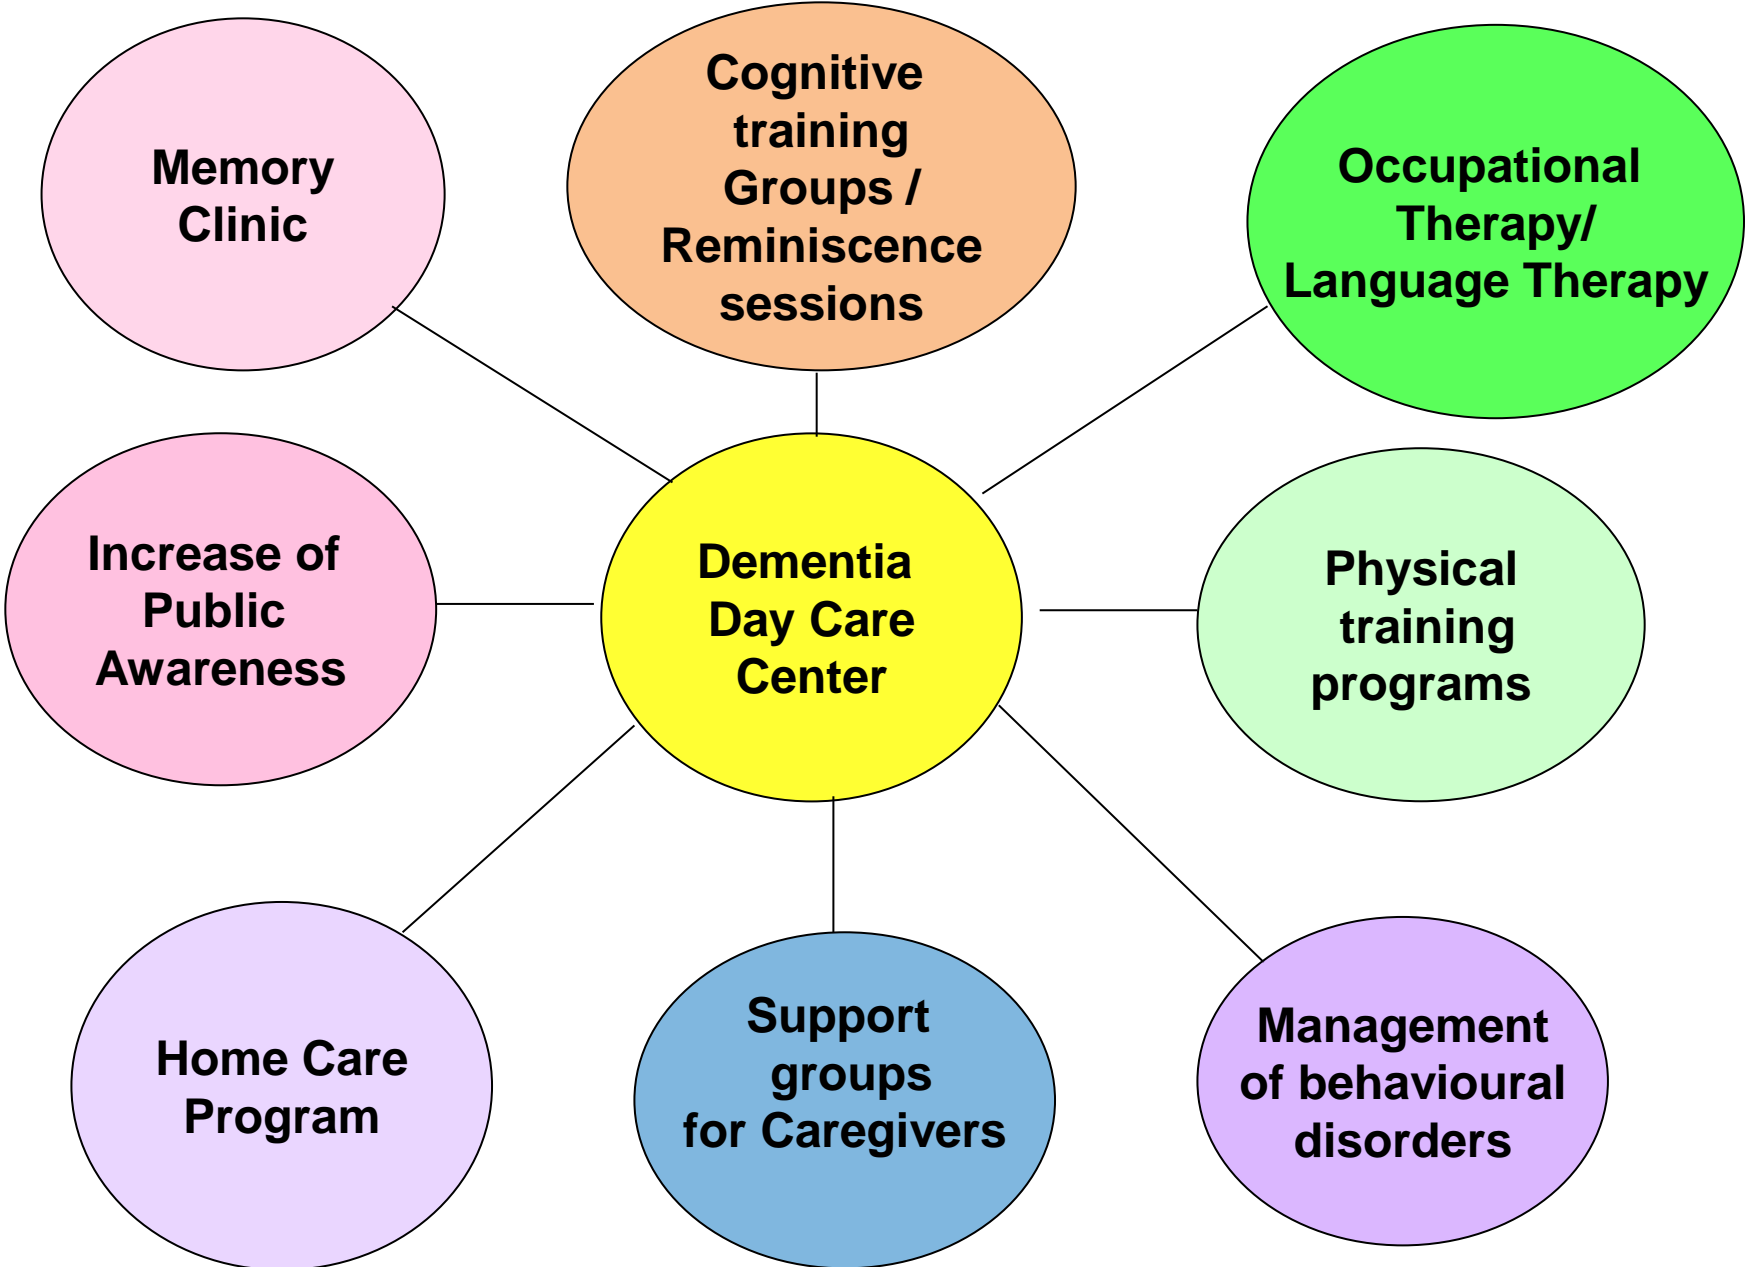 Memory
Clinic
Cognitive
training
Groups /
Reminiscence
sessions
Occupational
Therapy/
Language Therapy
Increase of
Public
Awareness
Dementia
Day Care
Center
Physical
training
programs
Home Care
Program
Support
groups
for Caregivers
Management
of behavioural
disorders